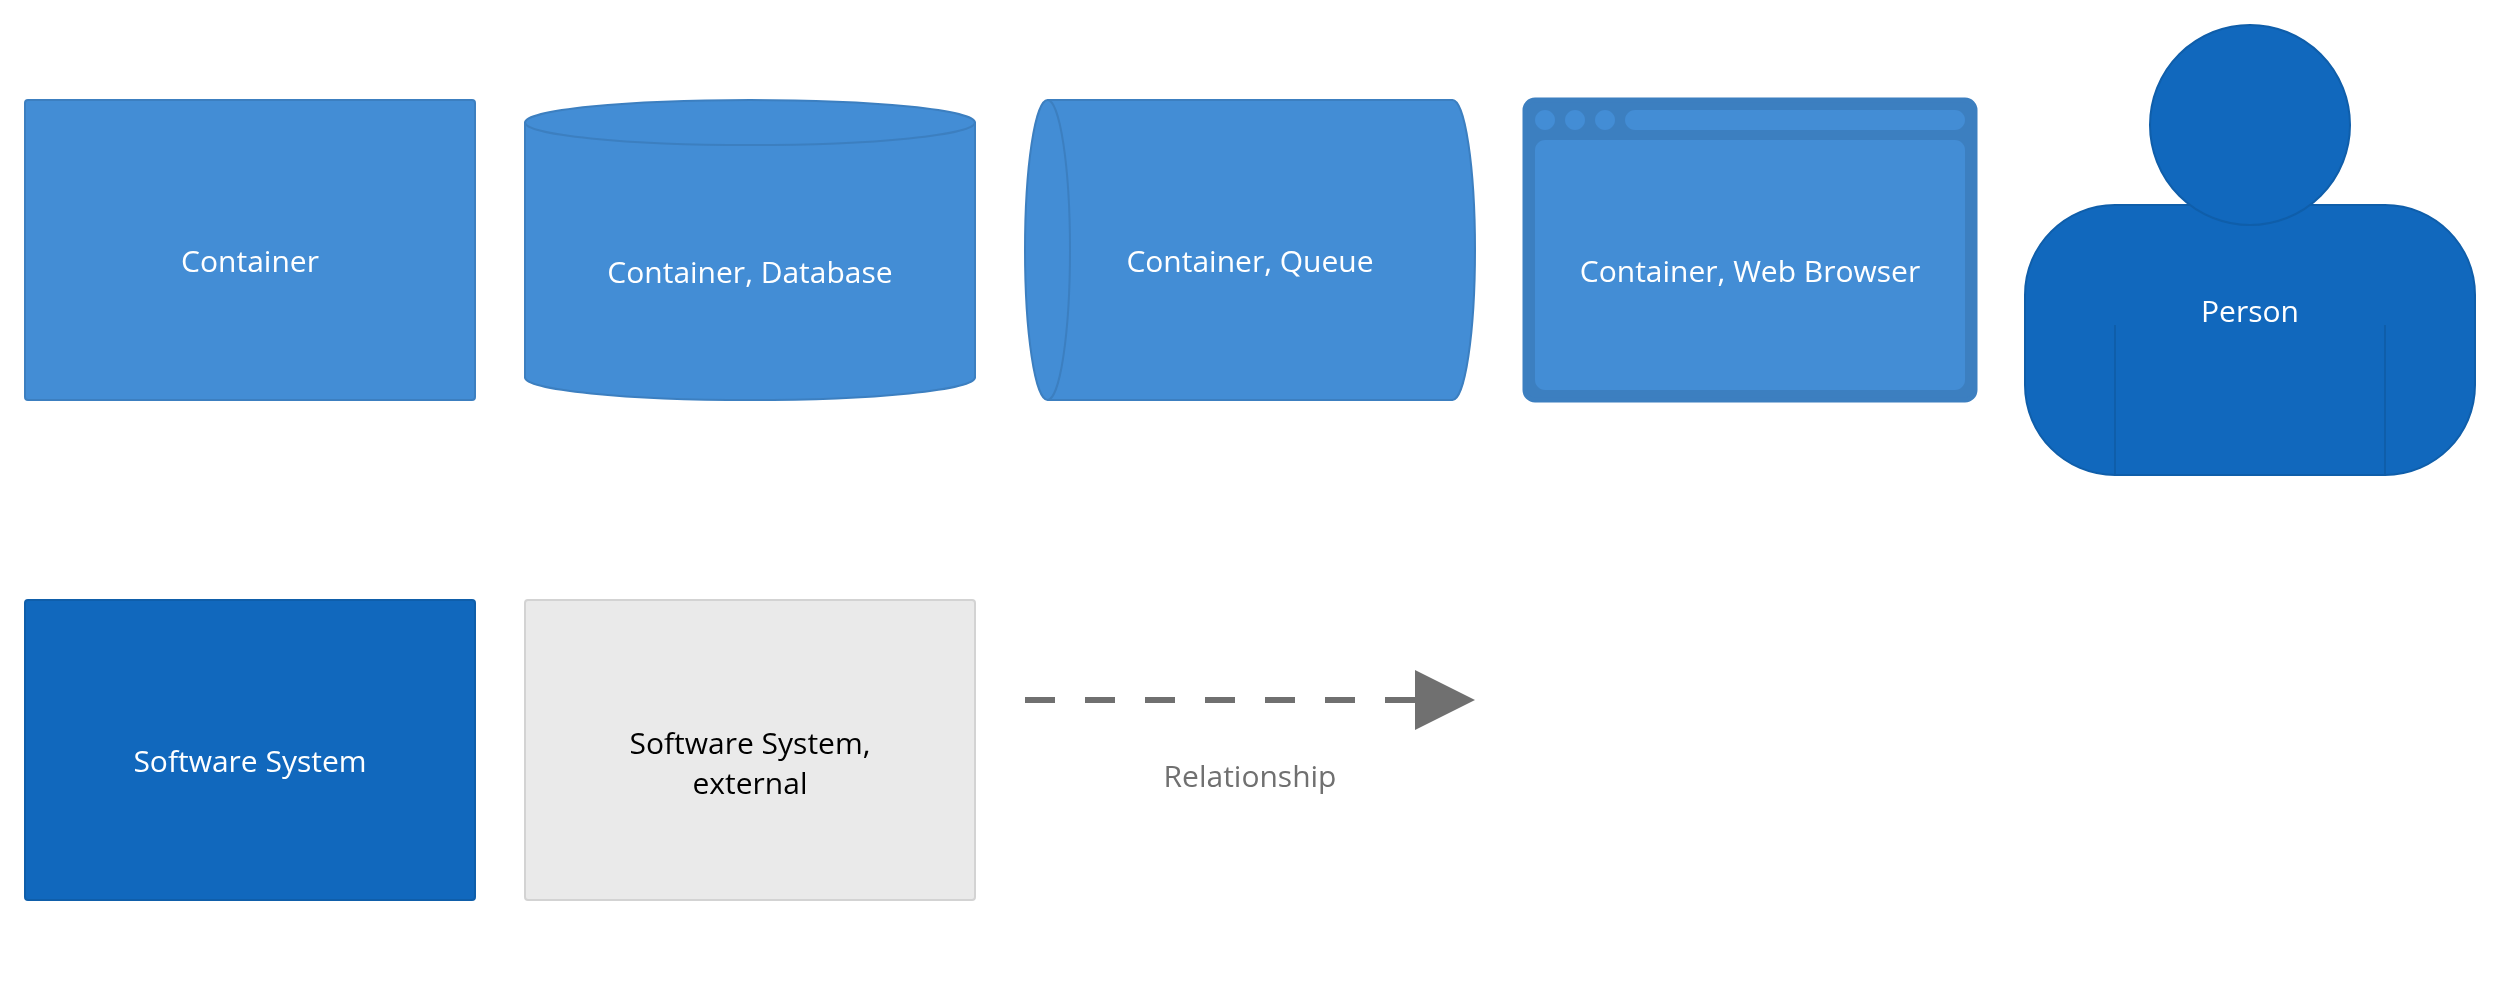 Container
Container, Database
Container, Queue
Container, Web Browser
Person
Software System
Software System,
external
Relationship